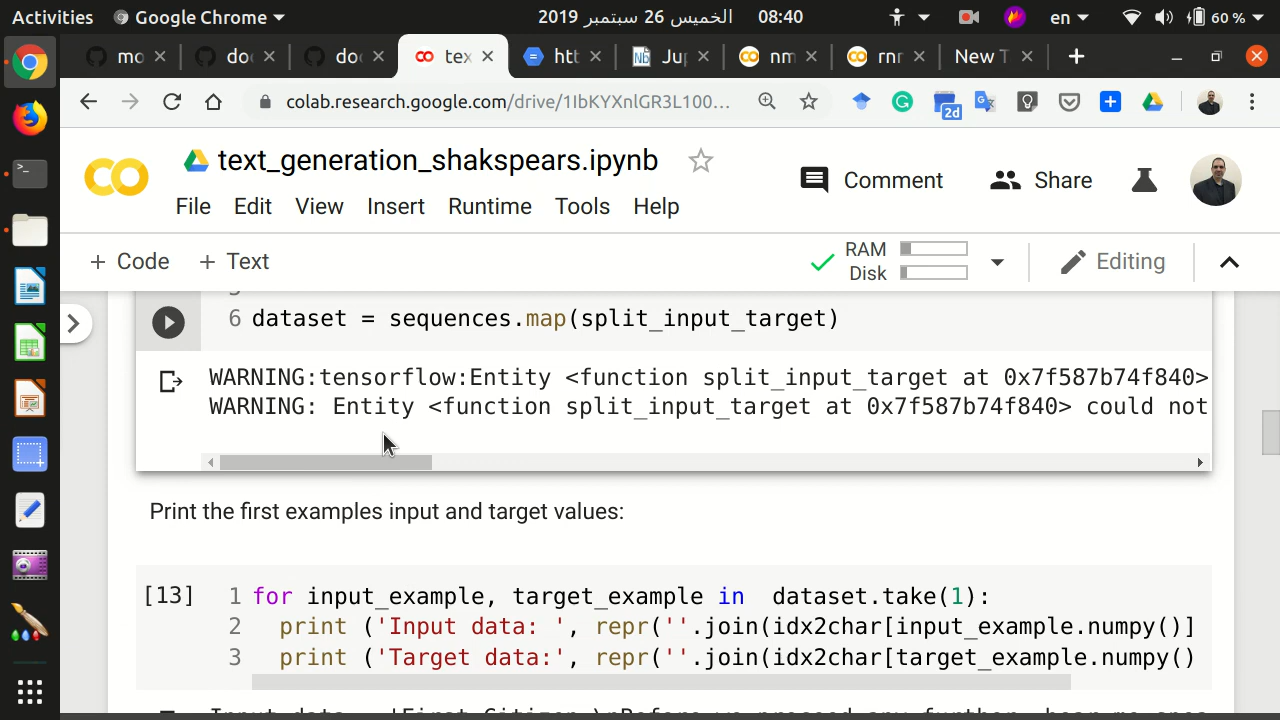 Activities Google Chrome الخميس 26 سبتمبر 2019 08:40 en 60 %
mo do do tex htt Ju nm rnr New T
colab.research.google.com/drive/1IbKYXnlGR3L100... 2d
text_generation_shakspears.ipynb
Comment Share
File Edit View Insert Runtime Tools Help
+ Code + Text RAM Disk Editing
6 dataset = sequences.map(split_input_target)
WARNING:tensorflow:Entity <function split_input_target at 0x7f587b74f840>
WARNING: Entity <function split_input_target at 0x7f587b74f840> could not
Print the first examples input and target values:
[13] 1 for input_example, target_example in dataset.take(1):
2 print ('Input data: ', repr(''.join(idx2char[input_example.numpy()]
3 print ('Target data:', repr(''.join(idx2char[target_example.numpy()